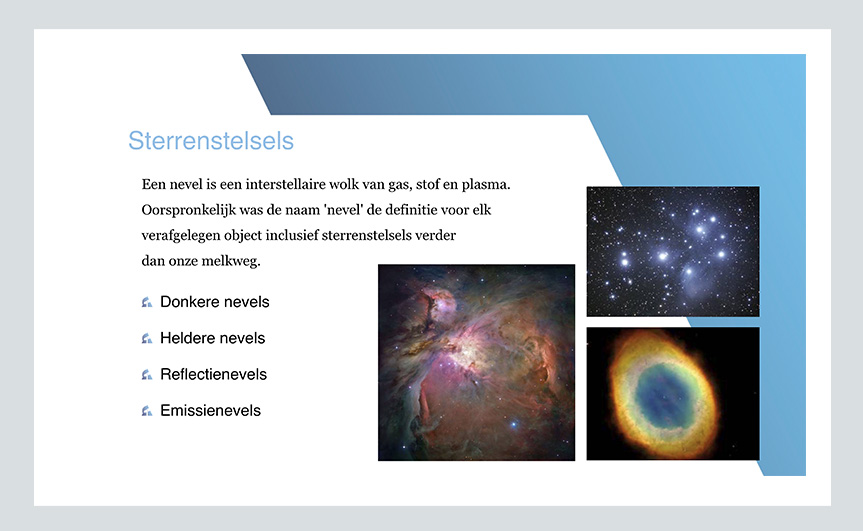 Sterrenstelsels
Een nevel is een interstellaire wolk van gas, stof en plasma.
Oorspronkelijk was de naam 'nevel' de definitie voor elk
verafgelegen object inclusief sterrenstelsels verder
dan onze melkweg.
Donkere nevels
Heldere nevels
Reflectienevels
Emissienevels